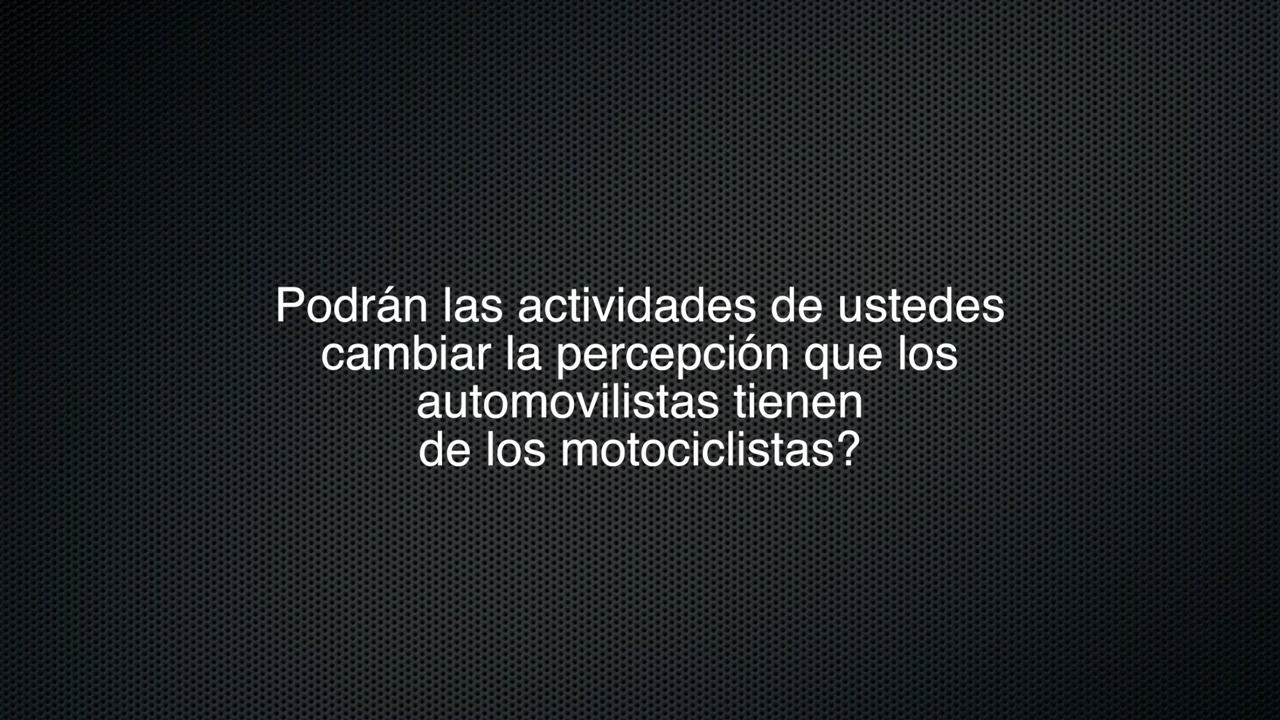 Podrán las actividades de ustedes
cambiar la percepción que los
automovilistas tienen
de los motociclistas?